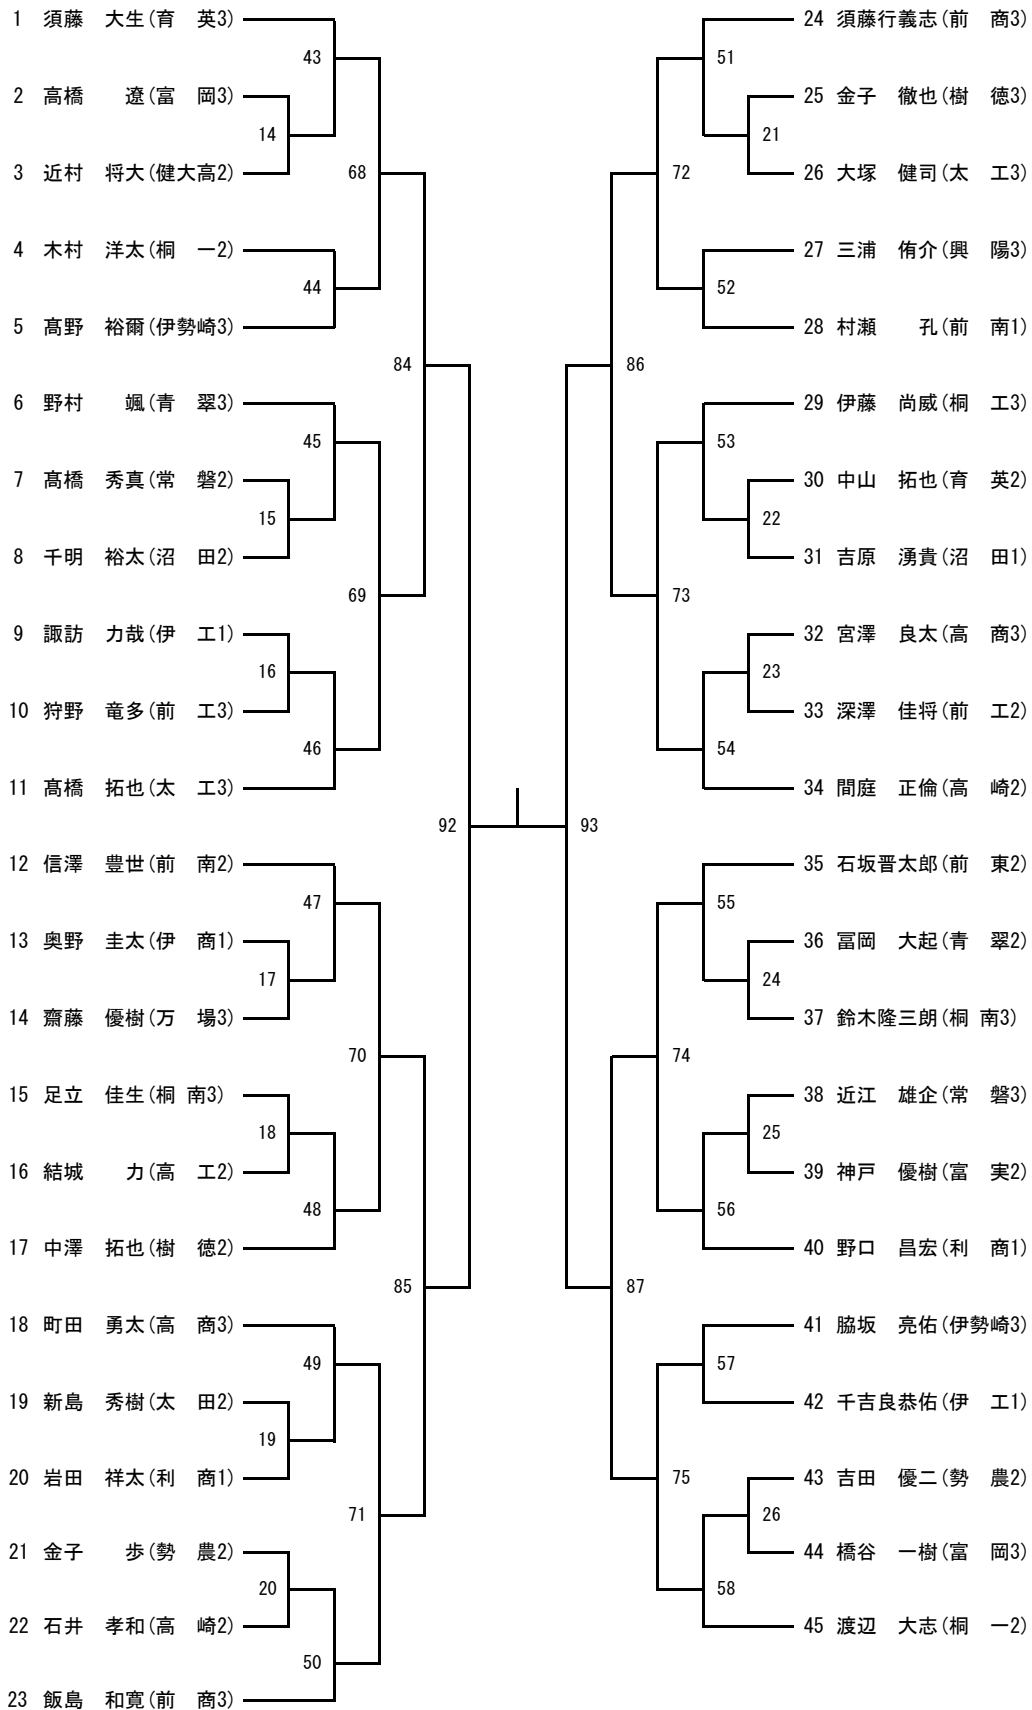 1 須藤　大生(育　英3)
43
2 高橋　　遼(富　岡3)
14
3 近村　将大(健大高2)
68
4 木村　洋太(桐　一2)
44
5 髙野　裕爾(伊勢崎3)
84
6 野村　　颯(青　翠3)
45
7 髙橋　秀真(常　磐2)
15
8 千明　裕太(沼　田2)
69
9 諏訪　力哉(伊　工1)
16
10 狩野　竜多(前　工3)
46
11 髙橋　拓也(太　工3)
92
12 信澤　豊世(前　南2)
47
13 奥野　圭太(伊　商1)
17
14 齋藤　優樹(万　場3)
70
15 足立　佳生(桐 南3)
18
16 結城　　力(高　工2)
48
17 中澤　拓也(樹　徳2)
85
18 町田　勇太(高　商3)
49
19 新島　秀樹(太　田2)
19
20 岩田　祥太(利　商1)
71
21 金子　　歩(勢　農2)
20
22 石井　孝和(高　崎2)
50
23 飯島　和寛(前　商3)
24 須藤行義志(前　商3)
51
25 金子　徹也(樹　徳3)
21
26 大塚　健司(太　工3)
72
27 三浦　侑介(興　陽3)
52
28 村瀬　　孔(前　南1)
86
29 伊藤　尚威(桐　工3)
53
30 中山　拓也(育　英2)
22
31 吉原　湧貴(沼　田1)
73
32 宮澤　良太(高　商3)
23
33 深澤　佳将(前　工2)
54
34 間庭　正倫(高　崎2)
93
35 石坂晋太郎(前　東2)
55
36 冨岡　大起(青　翠2)
24
37 鈴木隆三朗(桐 南3)
74
38 近江　雄企(常　磐3)
25
39 神戸　優樹(富　実2)
56
40 野口　昌宏(利　商1)
87
41 脇坂　亮佑(伊勢崎3)
57
42 千吉良恭佑(伊　工1)
75
43 吉田　優二(勢　農2)
26
44 橋谷　一樹(富　岡3)
58
45 渡辺　大志(桐　一2)